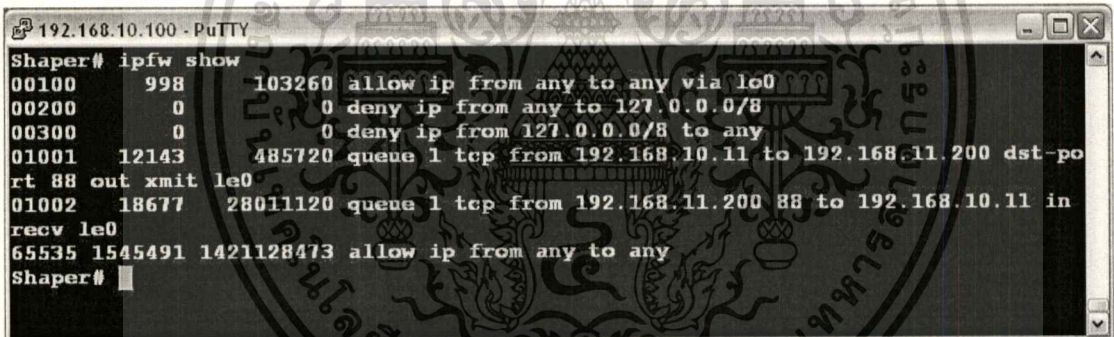 192.168.10.100 - PuTTY
Shaper# ipfw show
00100 998 103260 allow ip from any to any via lo0
00200 0 0 deny ip from any to 127.0.0.0/8
00300 0 0 deny ip from 127.0.0.0/8 to any
01001 12143 485720 queue 1 tcp from 192.168.10.11 to 192.168.11.200 dst-po
rt 88 out xmit le0
01002 18677 28011120 queue 1 tcp from 192.168.11.200 88 to 192.168.10.11 in
recv le0
65535 1545491 1421128473 allow ip from any to any
Shaper#